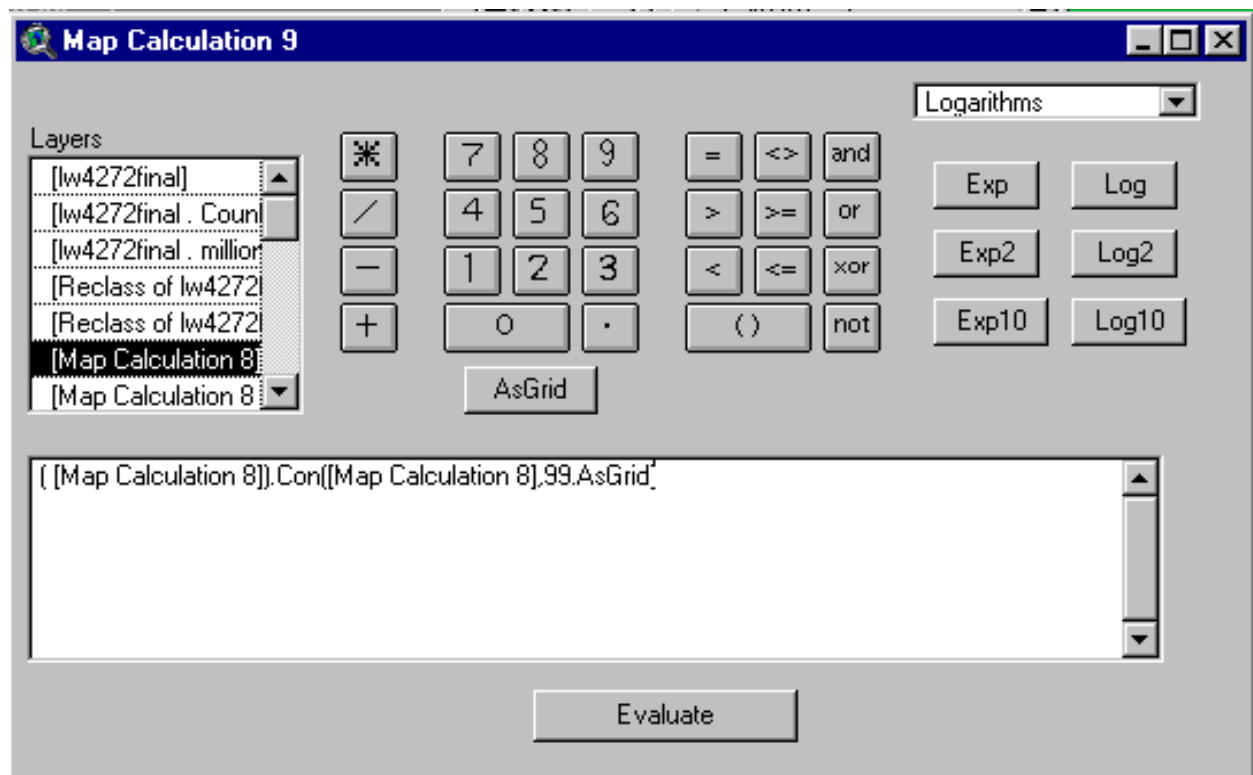 Map Calculation 9
Logarithms
Layers
[lw4272final]
[lw4272final . Coun
[lw4272final . million
[Reclass of lw4272
[Reclass of lw4272
[Map Calculation 8]
[Map Calculation 8
* 7 8 9 = <> and
/ 4 5 6 > >= or
- 1 2 3 < <= xor
+ 0 . ( ) not
AsGrid
Exp Log
Exp2 Log2
Exp10 Log10
( [Map Calculation 8]).Con([Map Calculation 8],99.AsGrid
Evaluate